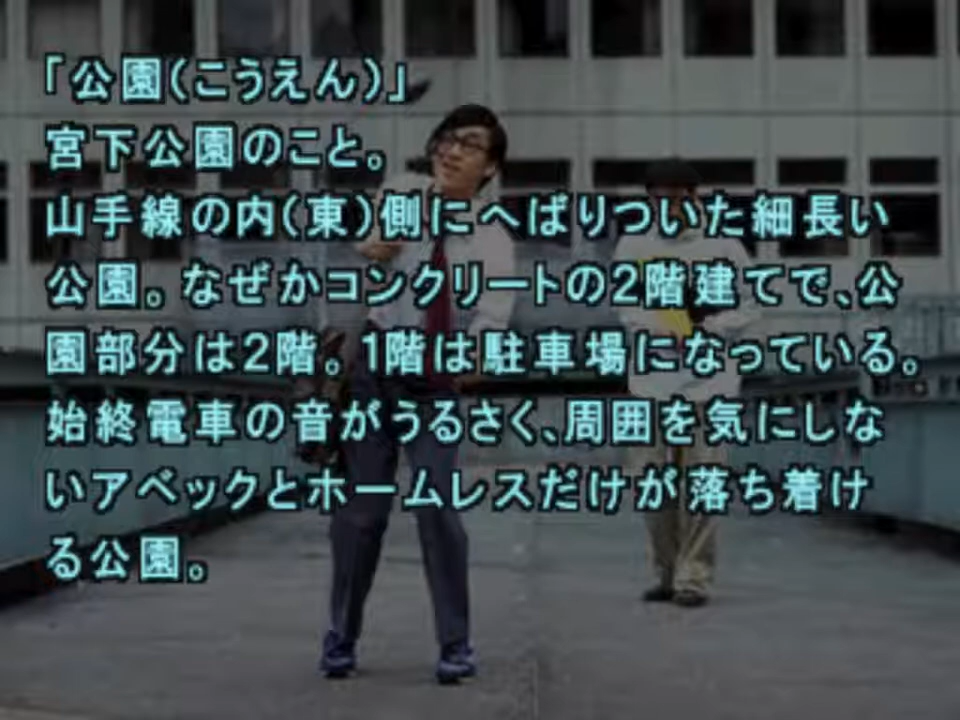 「公園(こうえん)」
宮下公園のこと。
山手線の内(東)側にへばりついた細長い
公園。なぜかコンクリートの2階建てで、公
園部分は2階。1階は駐車場になっている。
始終電車の音がうるさく、周囲を気にしな
いアベックとホームレスだけが落ち着け
る公園。